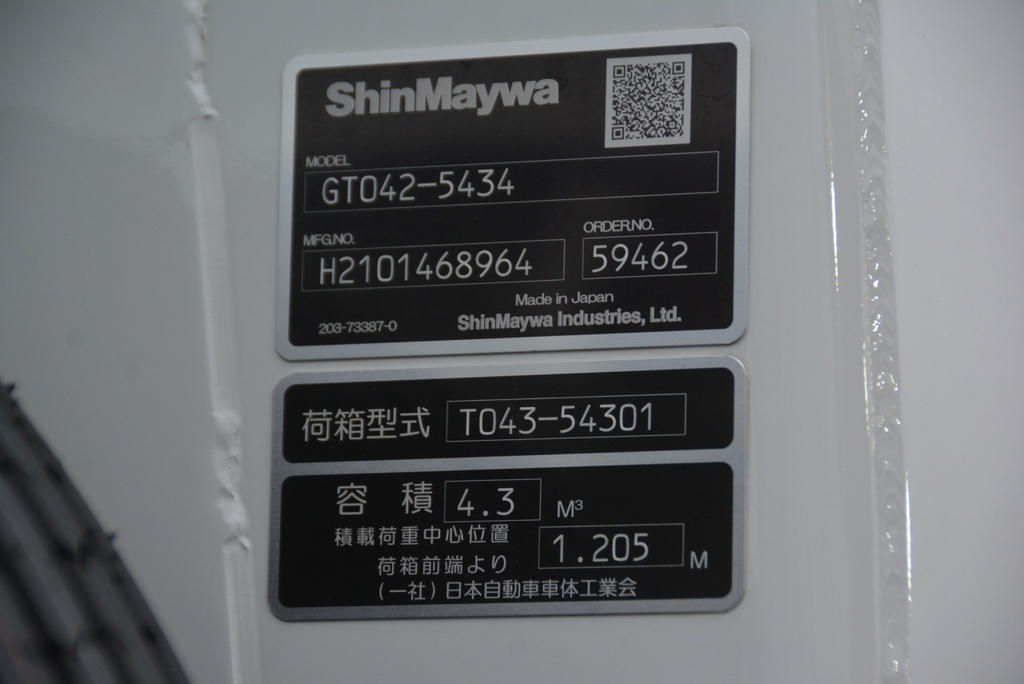 ShinMaywa
MODEL
GT042-5434
MFG.NO.
H2101468964
ORDER.NO.
59462
Made in Japan
203-73387-0
ShinMaywa Industries, Ltd.
荷箱型式 T043-54301
容 積 4.3 M³
積載荷重中心位置
荷箱前端より 1.205 M
(一社)日本自動車車体工業会